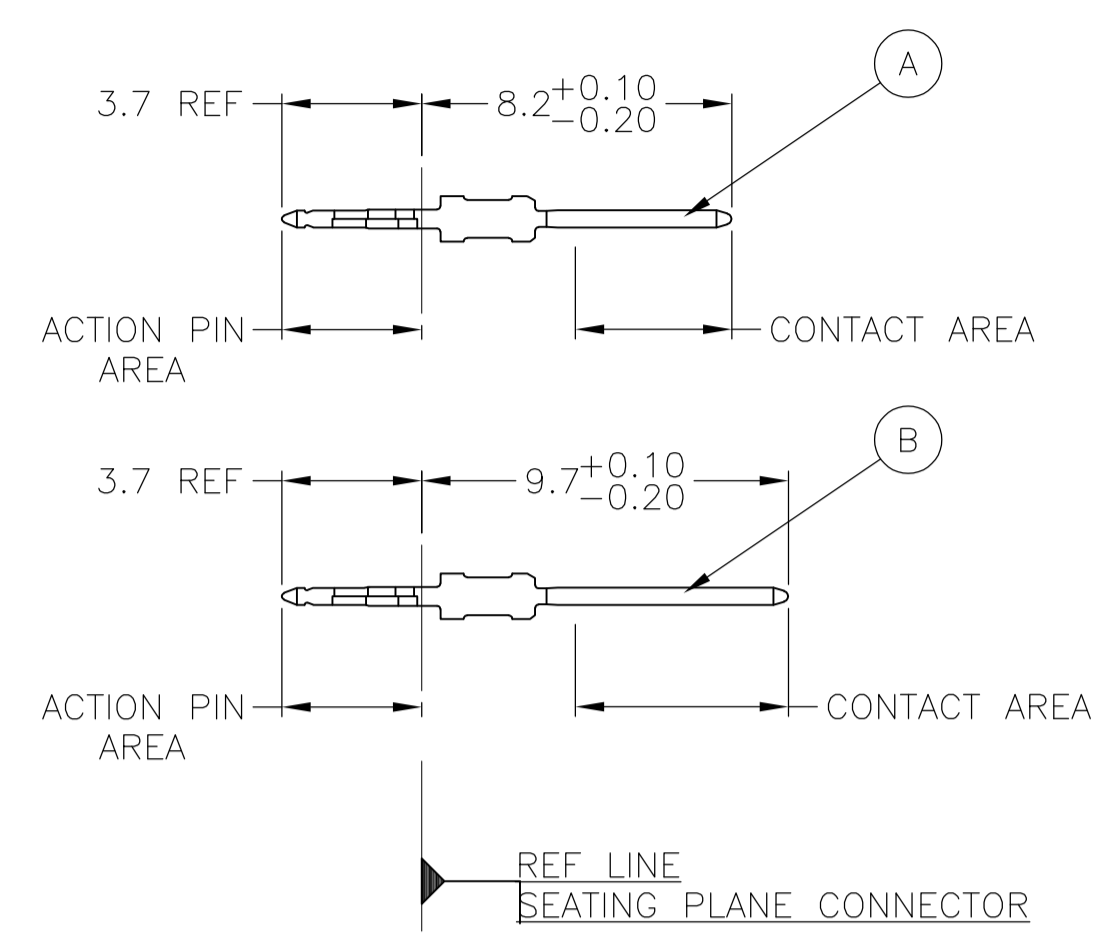 A
3.7 REF
8.2 +0.10 -0.20
ACTION PIN
AREA
CONTACT AREA
B
3.7 REF
9.7 +0.10 -0.20
ACTION PIN
AREA
CONTACT AREA
REF LINE
SEATING PLANE CONNECTOR